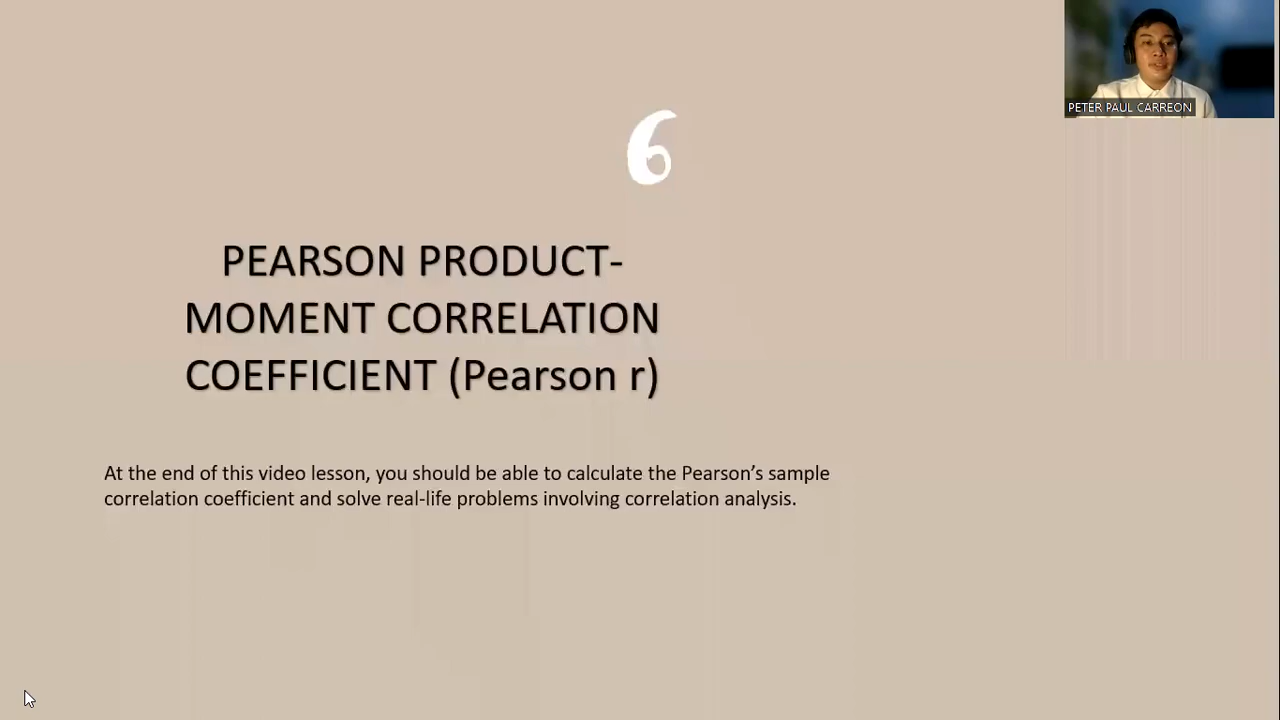 PETER PAUL CARREON
6
PEARSON PRODUCT-
MOMENT CORRELATION
COEFFICIENT (Pearson r)
At the end of this video lesson, you should be able to calculate the Pearson’s sample
correlation coefficient and solve real-life problems involving correlation analysis.